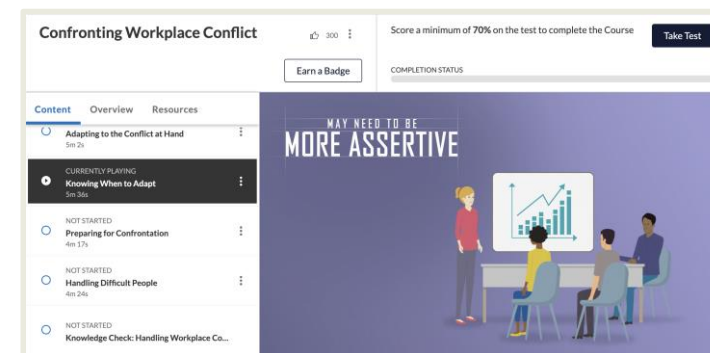 Confronting Workplace Conflict
300
Earn a Badge
Score a minimum of 70% on the test to complete the Course
Take Test
COMPLETION STATUS
Content Overview Resources
Adapting to the Conflict at Hand
5m 2s
CURRENTLY PLAYING
Knowing When to Adapt
5m 36s
NOT STARTED
Preparing for Confrontation
4m 17s
NOT STARTED
Handling Difficult People
4m 24s
NOT STARTED
Knowledge Check: Handling Workplace Co...
MAY NEED TO BE
MORE ASSERTIVE